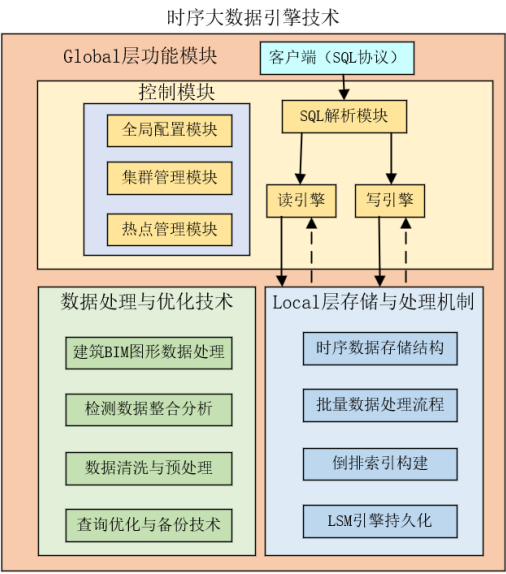 时序大数据引擎技术
Global层功能模块
客户端（SQL协议）
控制模块
SQL解析模块
全局配置模块
集群管理模块
热点管理模块
读引擎
写引擎
数据处理与优化技术
建筑BIM图形数据处理
检测数据整合分析
数据清洗与预处理
查询优化与备份技术
Local层存储与处理机制
时序数据存储结构
批量数据处理流程
倒排索引构建
LSM引擎持久化